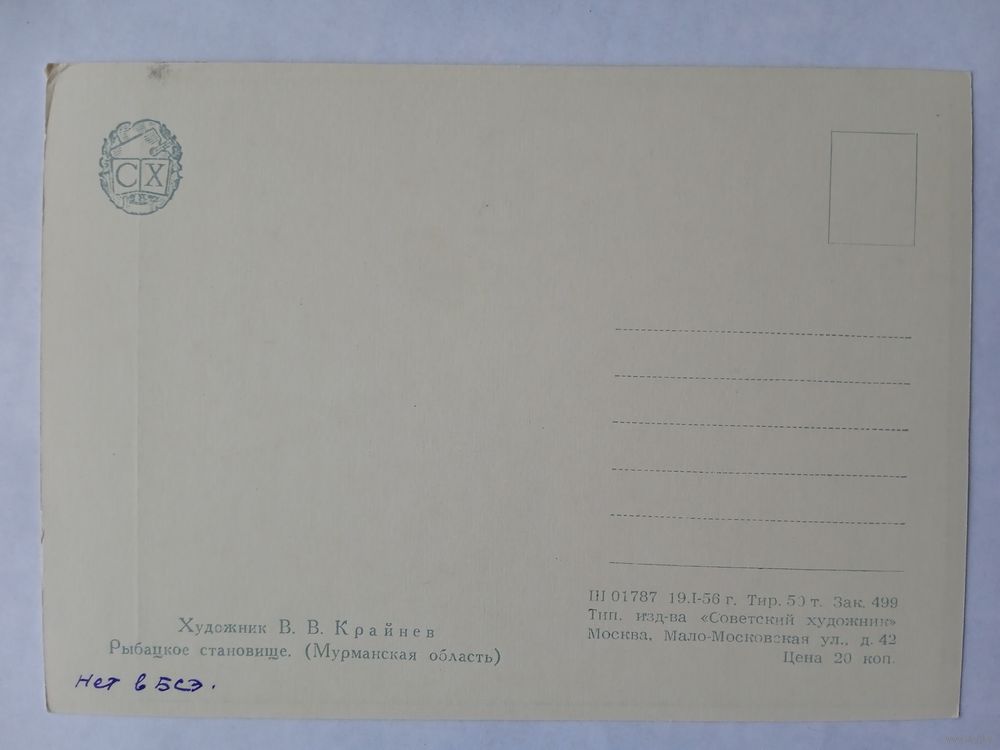 СХ
Художник В. В. Крайнев
Рыбацкое становище. (Мурманская область)
Нет в БСЭ.
Ш 01787 19.I-56 г. Тир. 50 т. Зак. 499
Тип. изд-ва «Советский художник»
Москва, Мало-Московская ул., д. 42
Цена 20 коп.